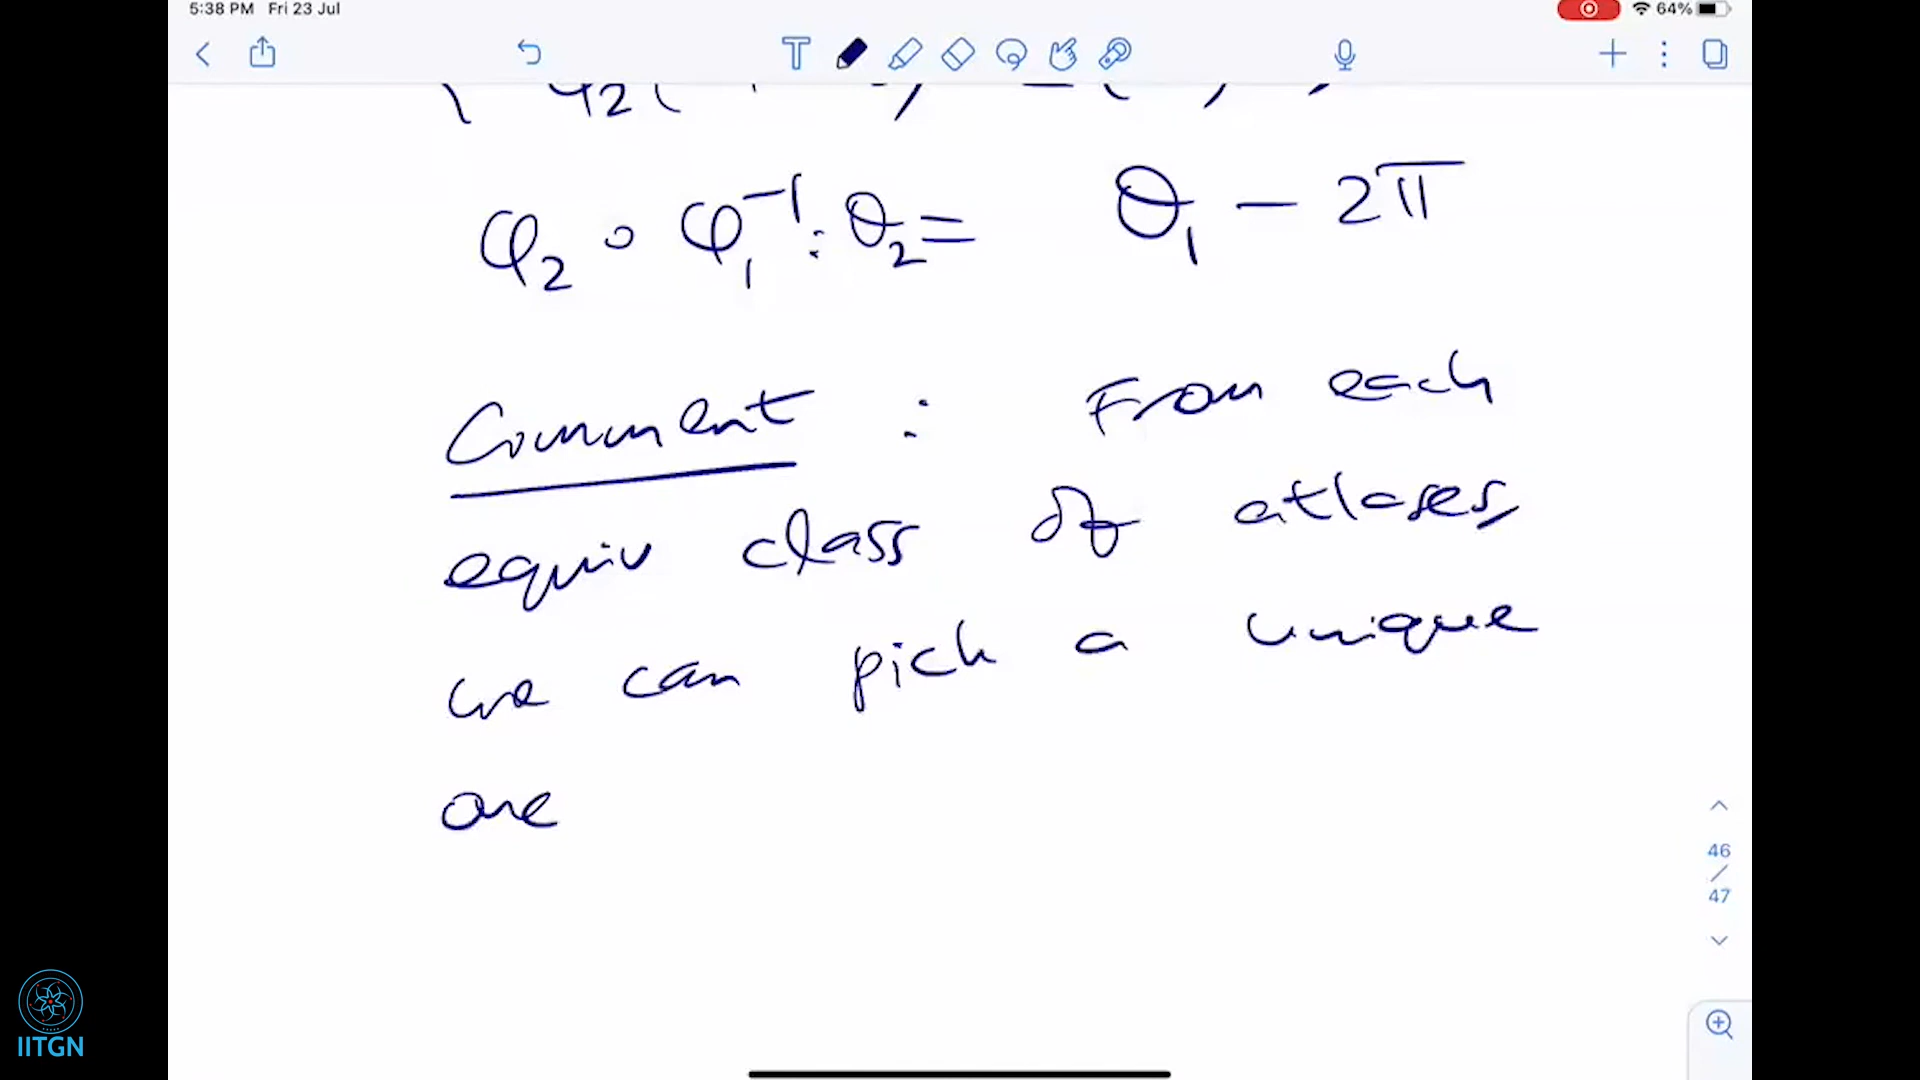 5:38 PM Fri 23 Jul
64%
φ₂ ∘ φ₁⁻¹ : θ₂ = θ₁ − 2π
Comment : From each
equiv class of atlases,
we can pick a unique
one
46
/
47
IITGN